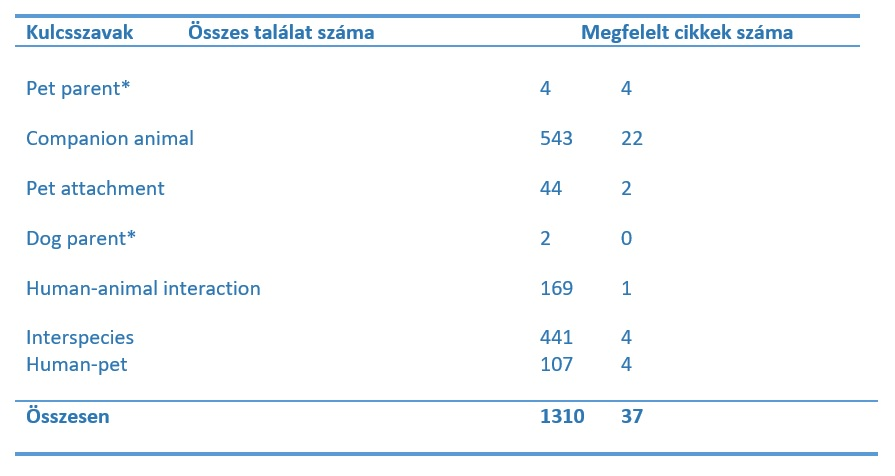 Kulcsszavak Összes találat száma Megfelelt cikkek száma
Pet parent* 4 4
Companion animal 543 22
Pet attachment 44 2
Dog parent* 2 0
Human-animal interaction 169 1
Interspecies 441 4
Human-pet 107 4
Összesen 1310 37